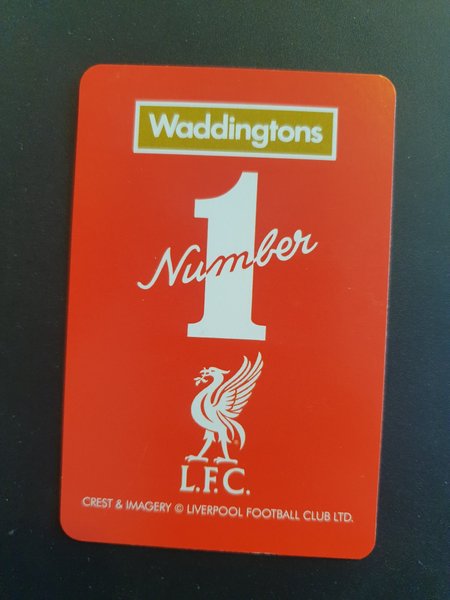 Waddingtons
1
Number
L.F.C.
CREST & IMAGERY © LIVERPOOL FOOTBALL CLUB LTD.